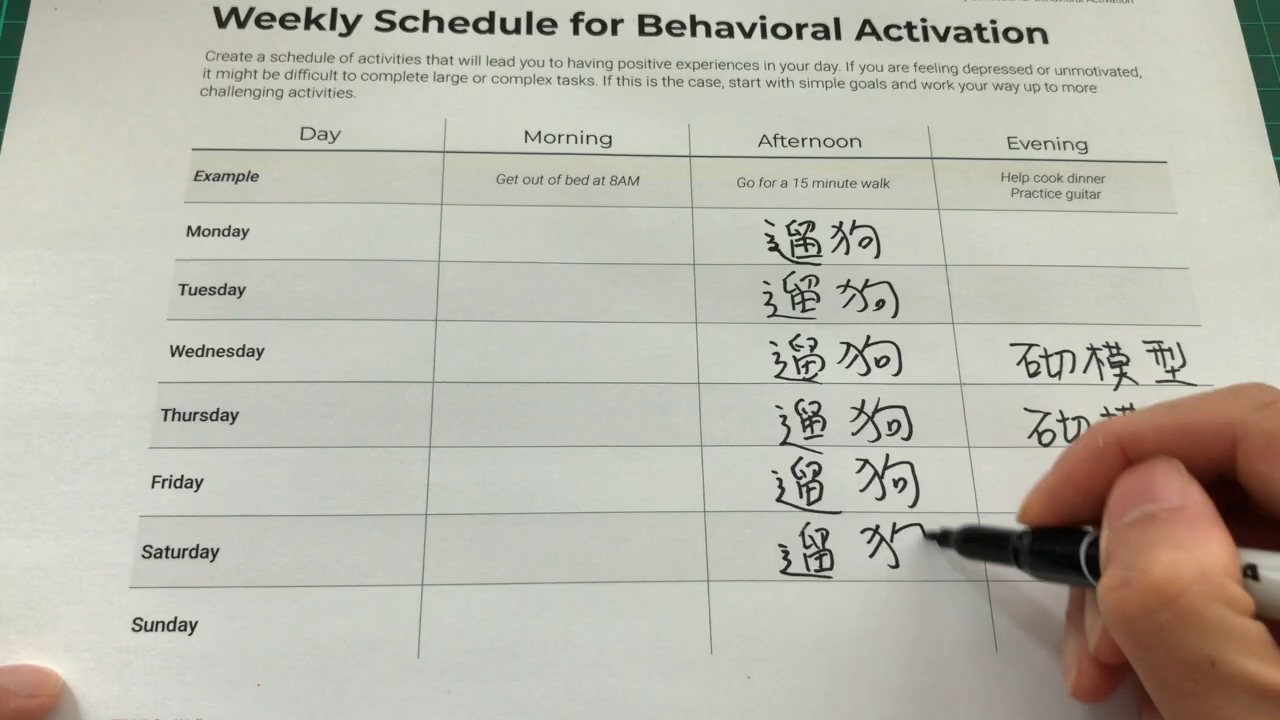 Weekly Schedule for Behavioral Activation
Create a schedule of activities that will lead you to having positive experiences in your day. If you are feeling depressed or unmotivated,
it might be difficult to complete large or complex tasks. If this is the case, start with simple goals and work your way up to more
challenging activities.
Day Morning Afternoon Evening
Example Get out of bed at 8AM Go for a 15 minute walk Help cook dinner
Practice guitar
Monday 遛狗
Tuesday 遛狗
Wednesday 遛狗 砌模型
Thursday 遛狗 砌
Friday 遛狗
Saturday 遛
Sunday